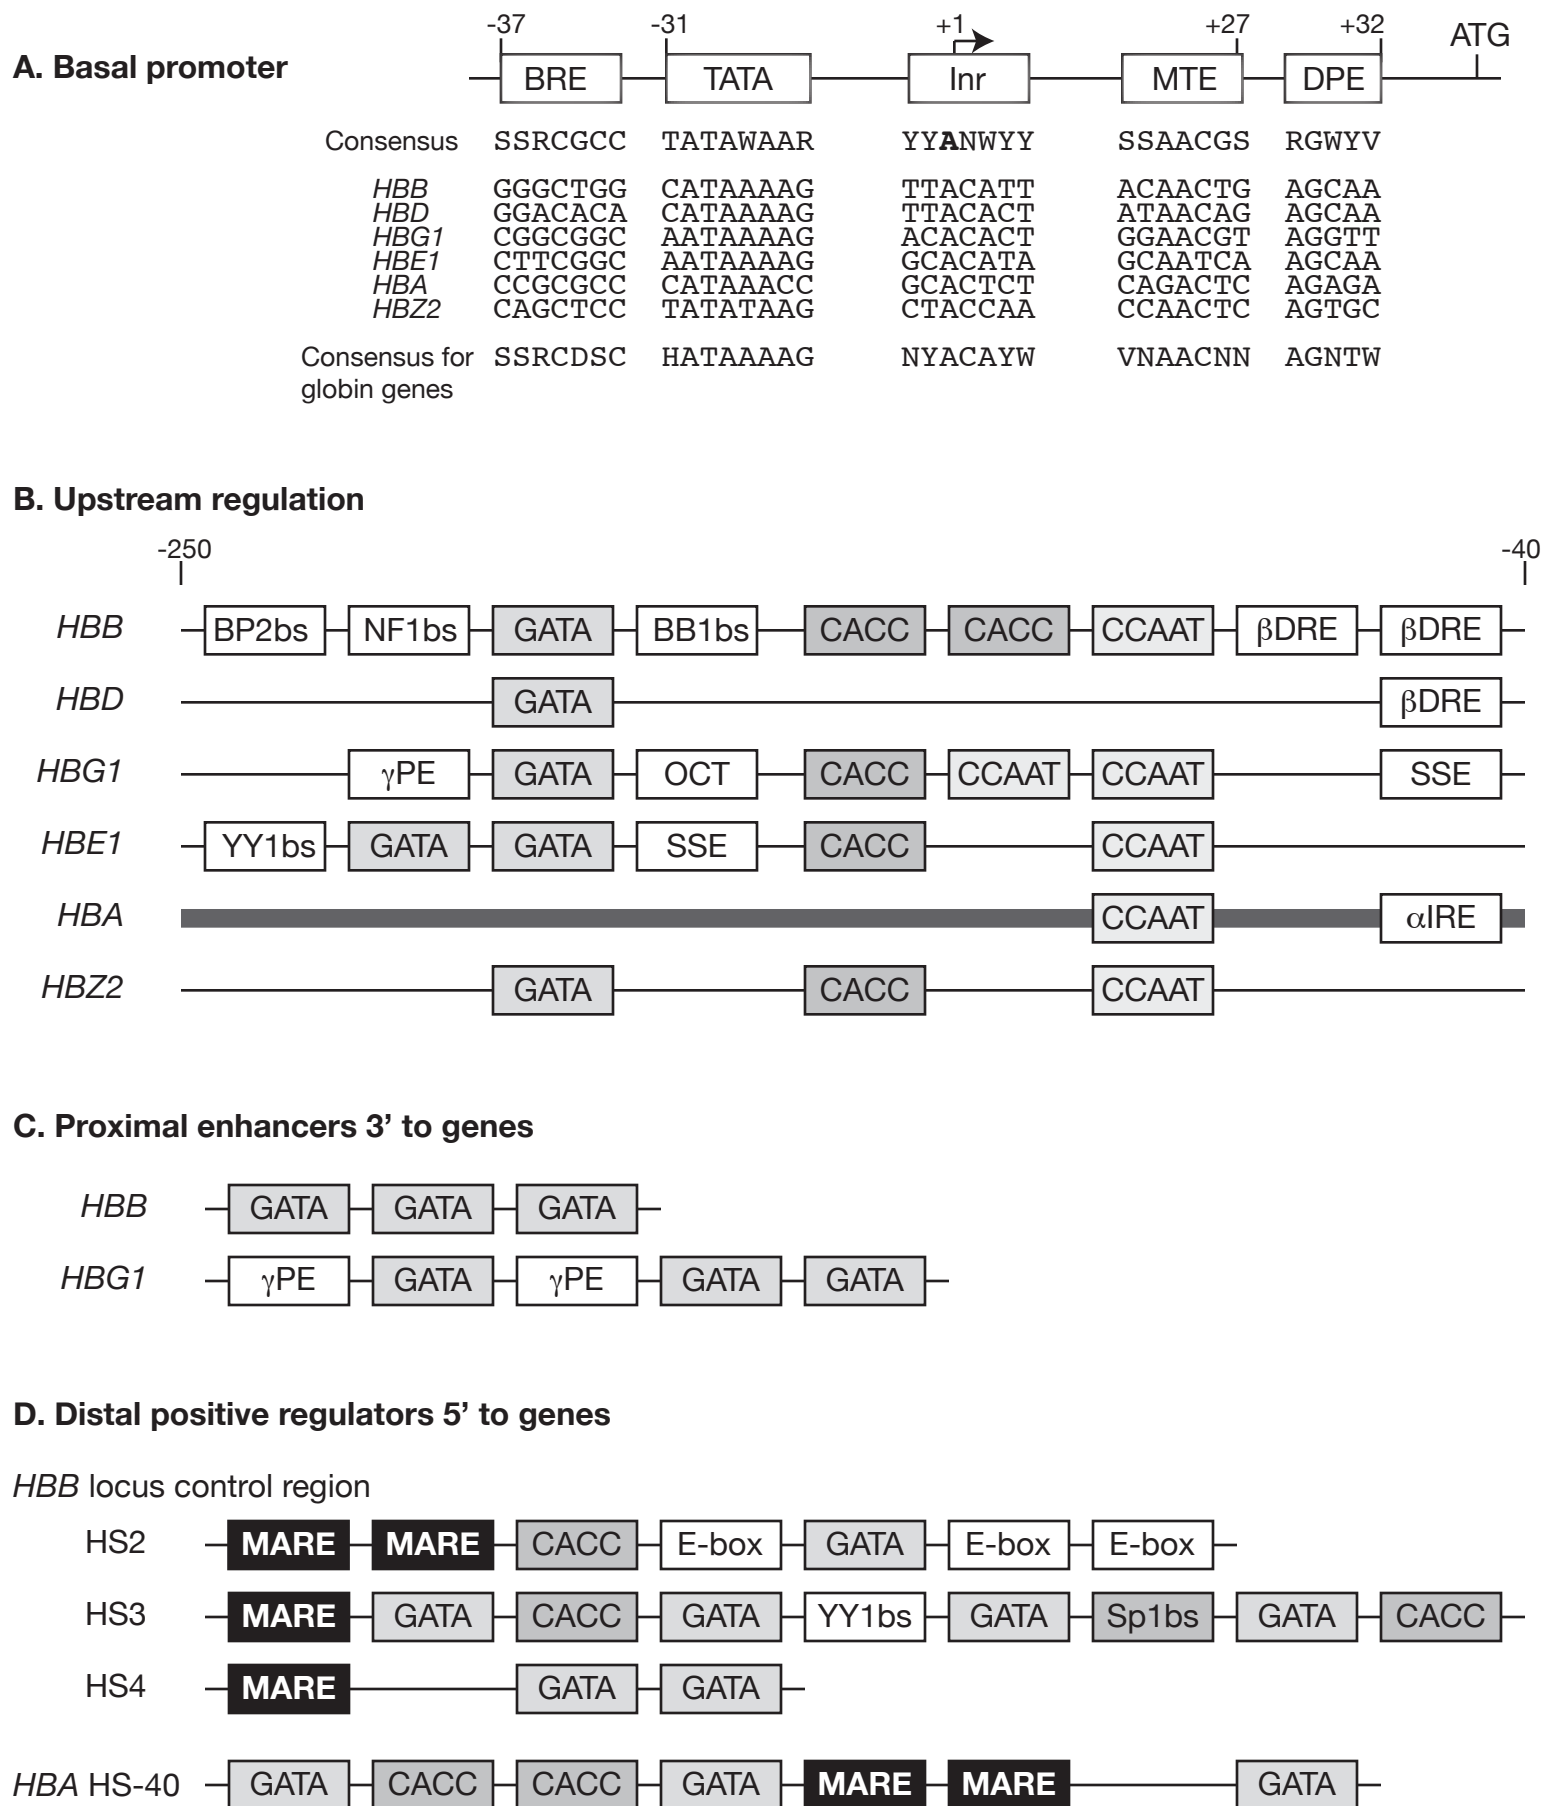 -37 -31 +1 +27 +32 ATG
A. Basal promoter
BRE TATA Inr MTE DPE
Consensus SSRCGCC TATAWAAR YYANWYY SSAACGS RGWYV
HBB GGGCTGG CATAAAAG TTACATT ACAACTG AGCAA
HBD GGACACA CATAAAAG TTACACT ATAACAG AGCAA
HBG1 CGGCGGC AATAAAAG ACACACT GGAACGT AGGTT
HBE1 CTTCGGC AATAAAAG GCACATA GCAATCA AGCAA
HBA CCGCGCC CATAAACC GCACTCT CAGACTC AGAGA
HBZ2 CAGCTCC TATATAAG CTACCAA CCAACTC AGTGC
Consensus for SSRCDSC HATAAAAG NYACAYW VNAACNN AGNTW
globin genes
B. Upstream regulation
-250 -40
HBB BP2bs NF1bs GATA BB1bs CACC CACC CCAAT βDRE βDRE
HBD GATA βDRE
HBG1 γPE GATA OCT CACC CCAAT CCAAT SSE
HBE1 YY1bs GATA GATA SSE CACC CCAAT
HBA CCAAT αIRE
HBZ2 GATA CACC CCAAT
C. Proximal enhancers 3’ to genes
HBB GATA GATA GATA
HBG1 γPE GATA γPE GATA GATA
D. Distal positive regulators 5’ to genes
HBB locus control region
HS2 MARE MARE CACC E-box GATA E-box E-box
HS3 MARE GATA CACC GATA YY1bs GATA Sp1bs GATA CACC
HS4 MARE GATA GATA
HBA HS-40 GATA CACC CACC GATA MARE MARE GATA